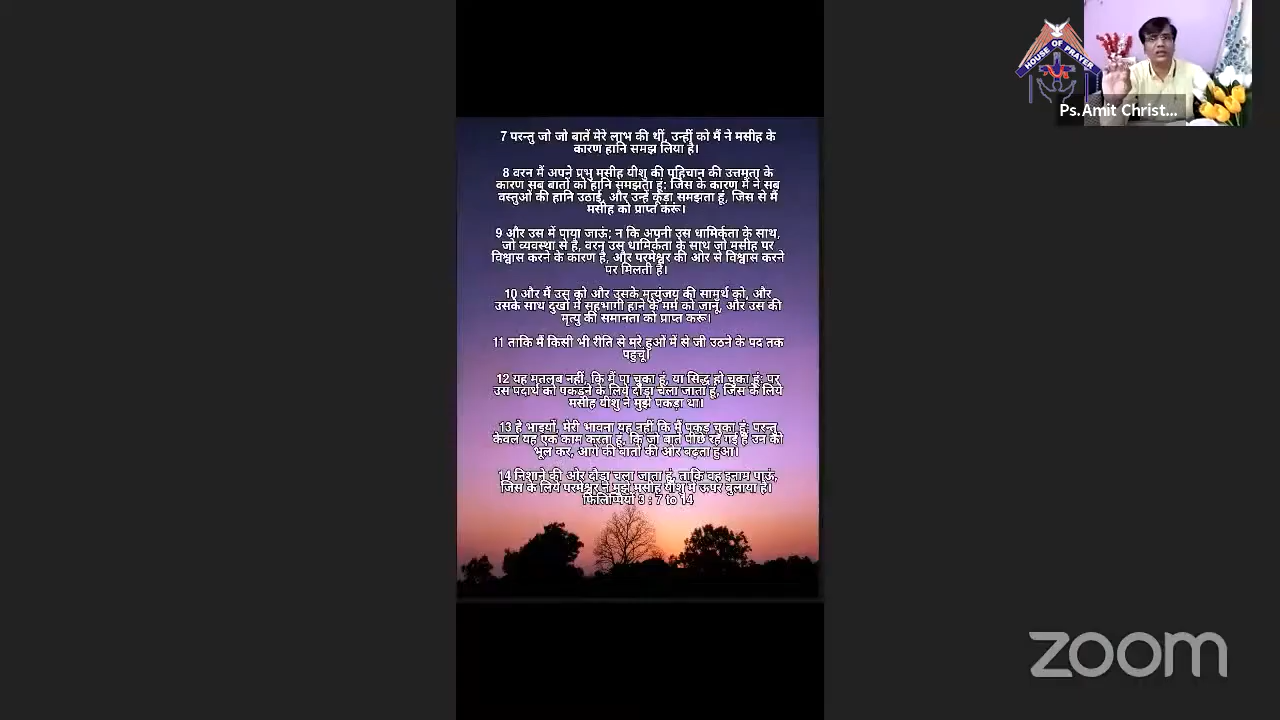 7 परन्तु जो जो बातें मेरे लाभ की थीं, उन्हीं को मैं ने मसीह के
कारण हानि समझ लिया है।
8 वरन मैं अपने प्रभु मसीह यीशु की पहिचान की उत्तमता के
कारण सब बातों को हानि समझता हूं: जिस के कारण मैं ने सब
वस्तुओं की हानि उठाई, और उन्हें कूड़ा समझता हूं, जिस से मैं
मसीह को प्राप्त करूं।
9 और उस में पाया जाऊं; न कि अपनी उस धामिर्कता के साथ,
जो व्यवस्था से है, वरन उस धामिर्कता के साथ जो मसीह पर
विश्वास करने के कारण है, और परमेश्वर की ओर से विश्वास करने
पर मिलती है।
10 और मैं उस को और उसके मृत्युंजय की सामर्थ को, और
उसके साथ दुखों में सहभागी होने के मर्म को जानूं, और उस की
मृत्यु की समानता को प्राप्त करूं।
11 ताकि मैं किसी भी रीति से मरे हुओं में से जी उठने के पद तक
पहुंचूं।
12 यह मतलब नहीं, कि मैं पा चुका हूं, या सिद्ध हो चुका हूं: पर
उस पदार्थ को पकड़ने के लिये दौड़ा चला जाता हूं, जिस के लिये
मसीह यीशु ने मुझे पकड़ा था।
13 हे भाइयों, मेरी भावना यह नहीं कि मैं पकड़ चुका हूं: परन्तु
केवल यह एक काम करता हूं, कि जो बातें पीछे रह गई हैं उन को
भूल कर, आगे की बातों की ओर बढ़ता हुआ।
14 निशाने की ओर दौड़ा चला जाता हूं, ताकि वह इनाम पाऊं,
जिस के लिये परमेश्वर ने मुझे मसीह यीशु में ऊपर बुलाया है।
फिलिप्पियों 3 : 7 to 14
HOUSE OF PRAYER
Ps.Amit Christ...
zoom